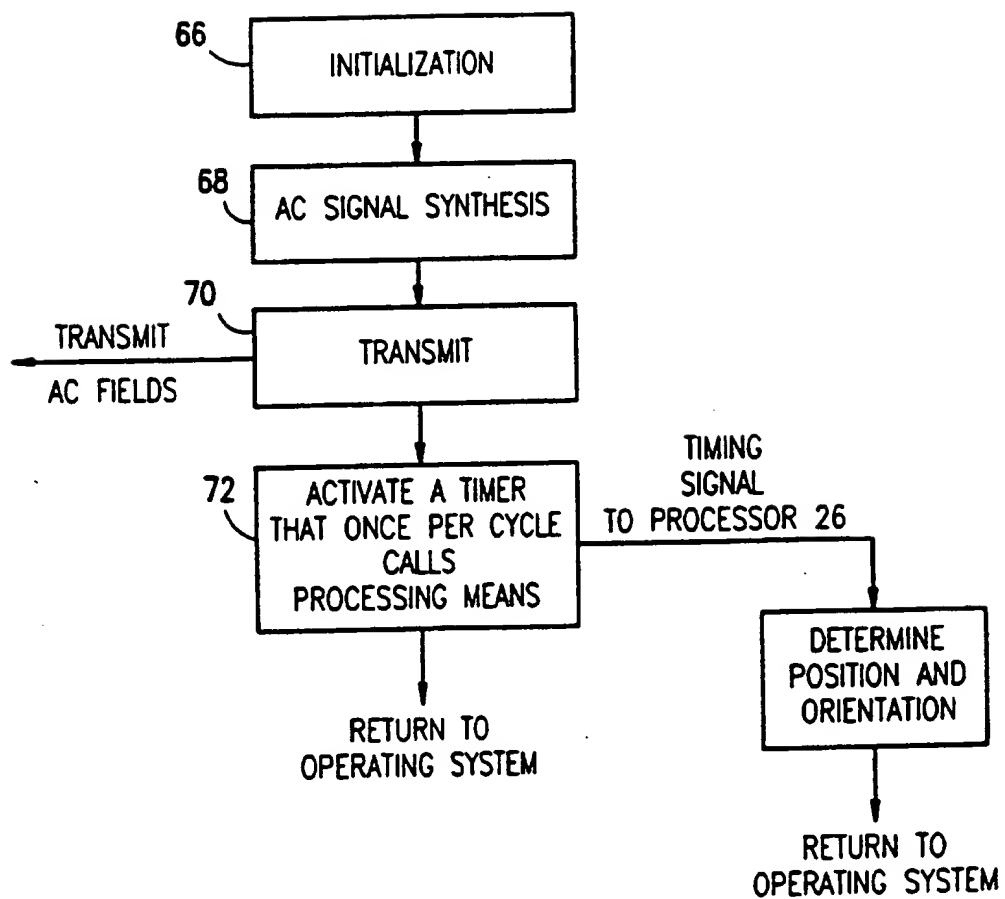 66
INITIALIZATION
68
AC SIGNAL SYNTHESIS
70
TRANSMIT
AC FIELDS
TRANSMIT
72
ACTIVATE A TIMER
THAT ONCE PER CYCLE
CALLS
PROCESSING MEANS
TIMING
SIGNAL
TO PROCESSOR 26
DETERMINE
POSITION AND
ORIENTATION
RETURN TO
OPERATING SYSTEM
RETURN TO
OPERATING SYSTEM